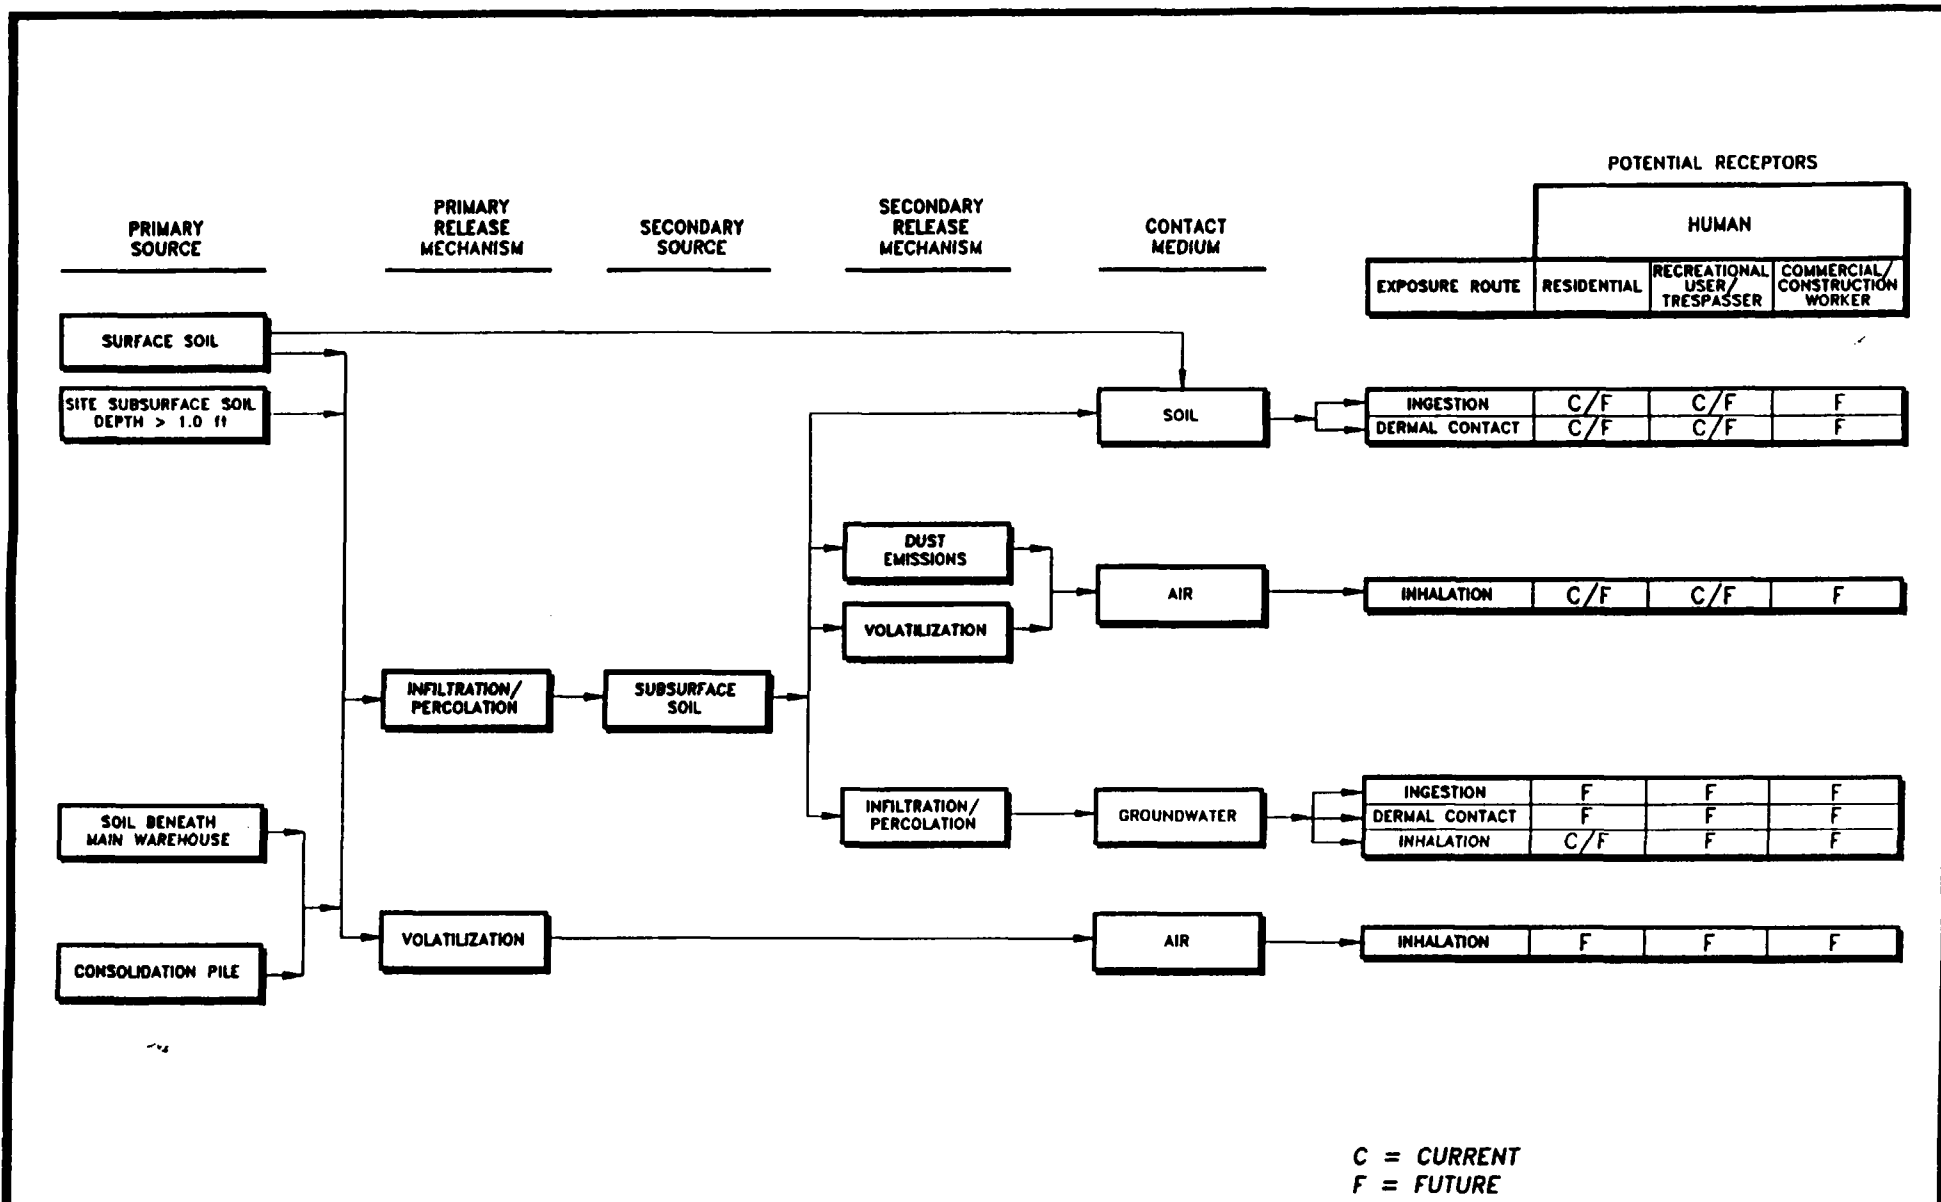 POTENTIAL RECEPTORS
PRIMARY
SOURCE
PRIMARY
RELEASE
MECHANISM
SECONDARY
SOURCE
SECONDARY
RELEASE
MECHANISM
CONTACT
MEDIUM
HUMAN
EXPOSURE ROUTE
RESIDENTIAL
RECREATIONAL
USER/
TRESPASSER
COMMERCIAL/
CONSTRUCTION
WORKER
SURFACE SOIL
SITE SUBSURFACE SOIL
DEPTH > 1.0 ft
SOIL
INGESTION C/F C/F F
DERMAL CONTACT C/F C/F F
DUST
EMISSIONS
VOLATILIZATION
AIR
INHALATION C/F C/F F
INFILTRATION/
PERCOLATION
SUBSURFACE
SOIL
SOIL BENEATH
MAIN WAREHOUSE
INFILTRATION/
PERCOLATION
GROUNDWATER
INGESTION F F F
DERMAL CONTACT F F F
INHALATION C/F F F
CONSOLIDATION PILE
VOLATILIZATION
AIR
INHALATION F F F
C = CURRENT
F = FUTURE